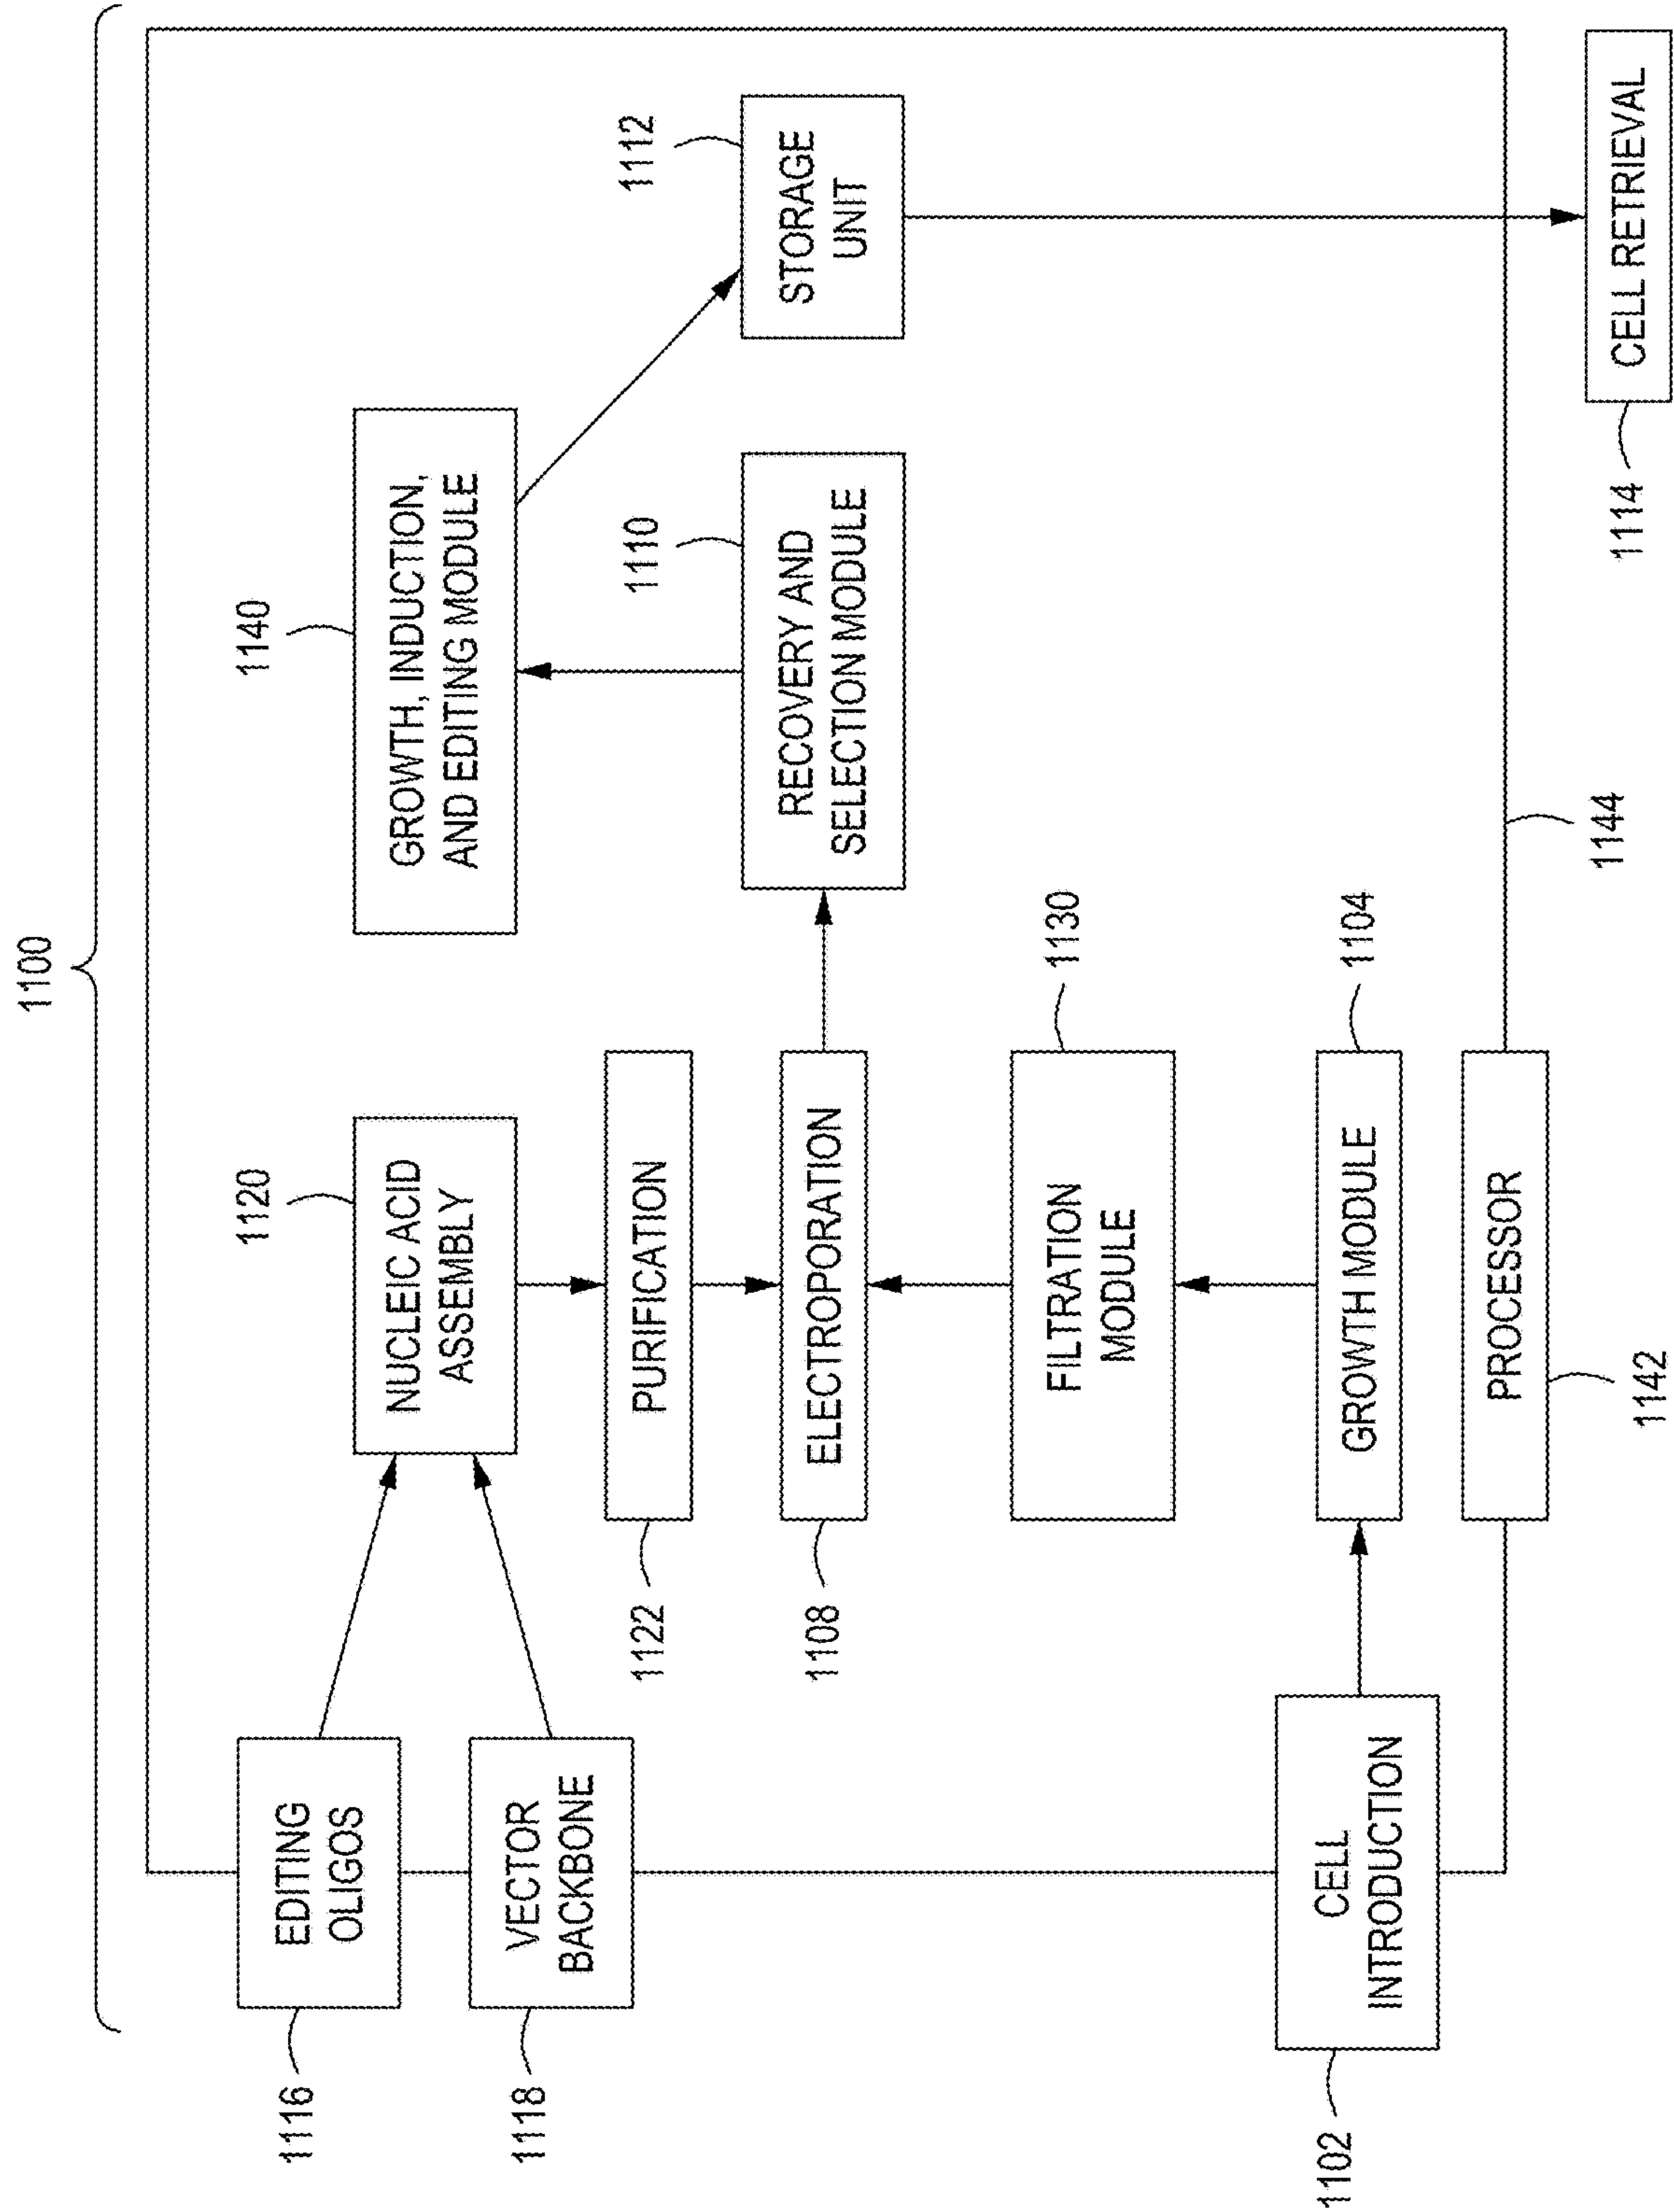 1100
EDITING
OLIGOS
1116
VECTOR
BACKBONE
1118
NUCLEIC ACID
ASSEMBLY
1120
PURIFICATION
1122
ELECTROPORATION
1108
FILTRATION
MODULE
1130
GROWTH MODULE
1104
CELL
INTRODUCTION
1102
PROCESSOR
1142
1144
GROWTH, INDUCTION,
AND EDITING MODULE
1140
RECOVERY AND
SELECTION MODULE
1110
STORAGE
UNIT
1112
CELL RETRIEVAL
1114